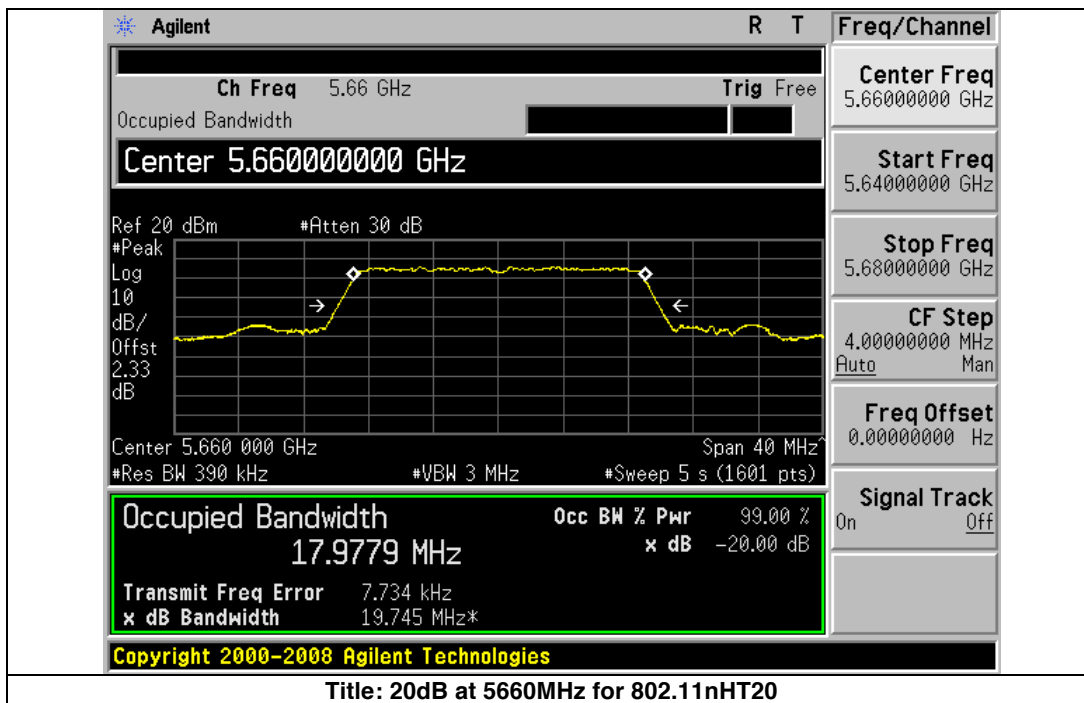 Agilent R T
Freq/Channel
Ch Freq 5.66 GHz Trig Free
Occupied Bandwidth
Center 5.660000000 GHz
Ref 20 dBm #Atten 30 dB
#Peak
Log
10
dB/
Offst
2.33
dB
Center 5.660 000 GHz Span 40 MHz^
#Res BW 390 kHz #VBW 3 MHz #Sweep 5 s (1601 pts)
Occupied Bandwidth
17.9779 MHz
Occ BW % Pwr 99.00 %
x dB -20.00 dB
Transmit Freq Error 7.734 kHz
x dB Bandwidth 19.745 MHz*
Center Freq
5.66000000 GHz
Start Freq
5.64000000 GHz
Stop Freq
5.68000000 GHz
CF Step
4.00000000 MHz
Auto Man
Freq Offset
0.00000000 Hz
Signal Track
On Off
Copyright 2000-2008 Agilent Technologies
Title: 20dB at 5660MHz for 802.11nHT20